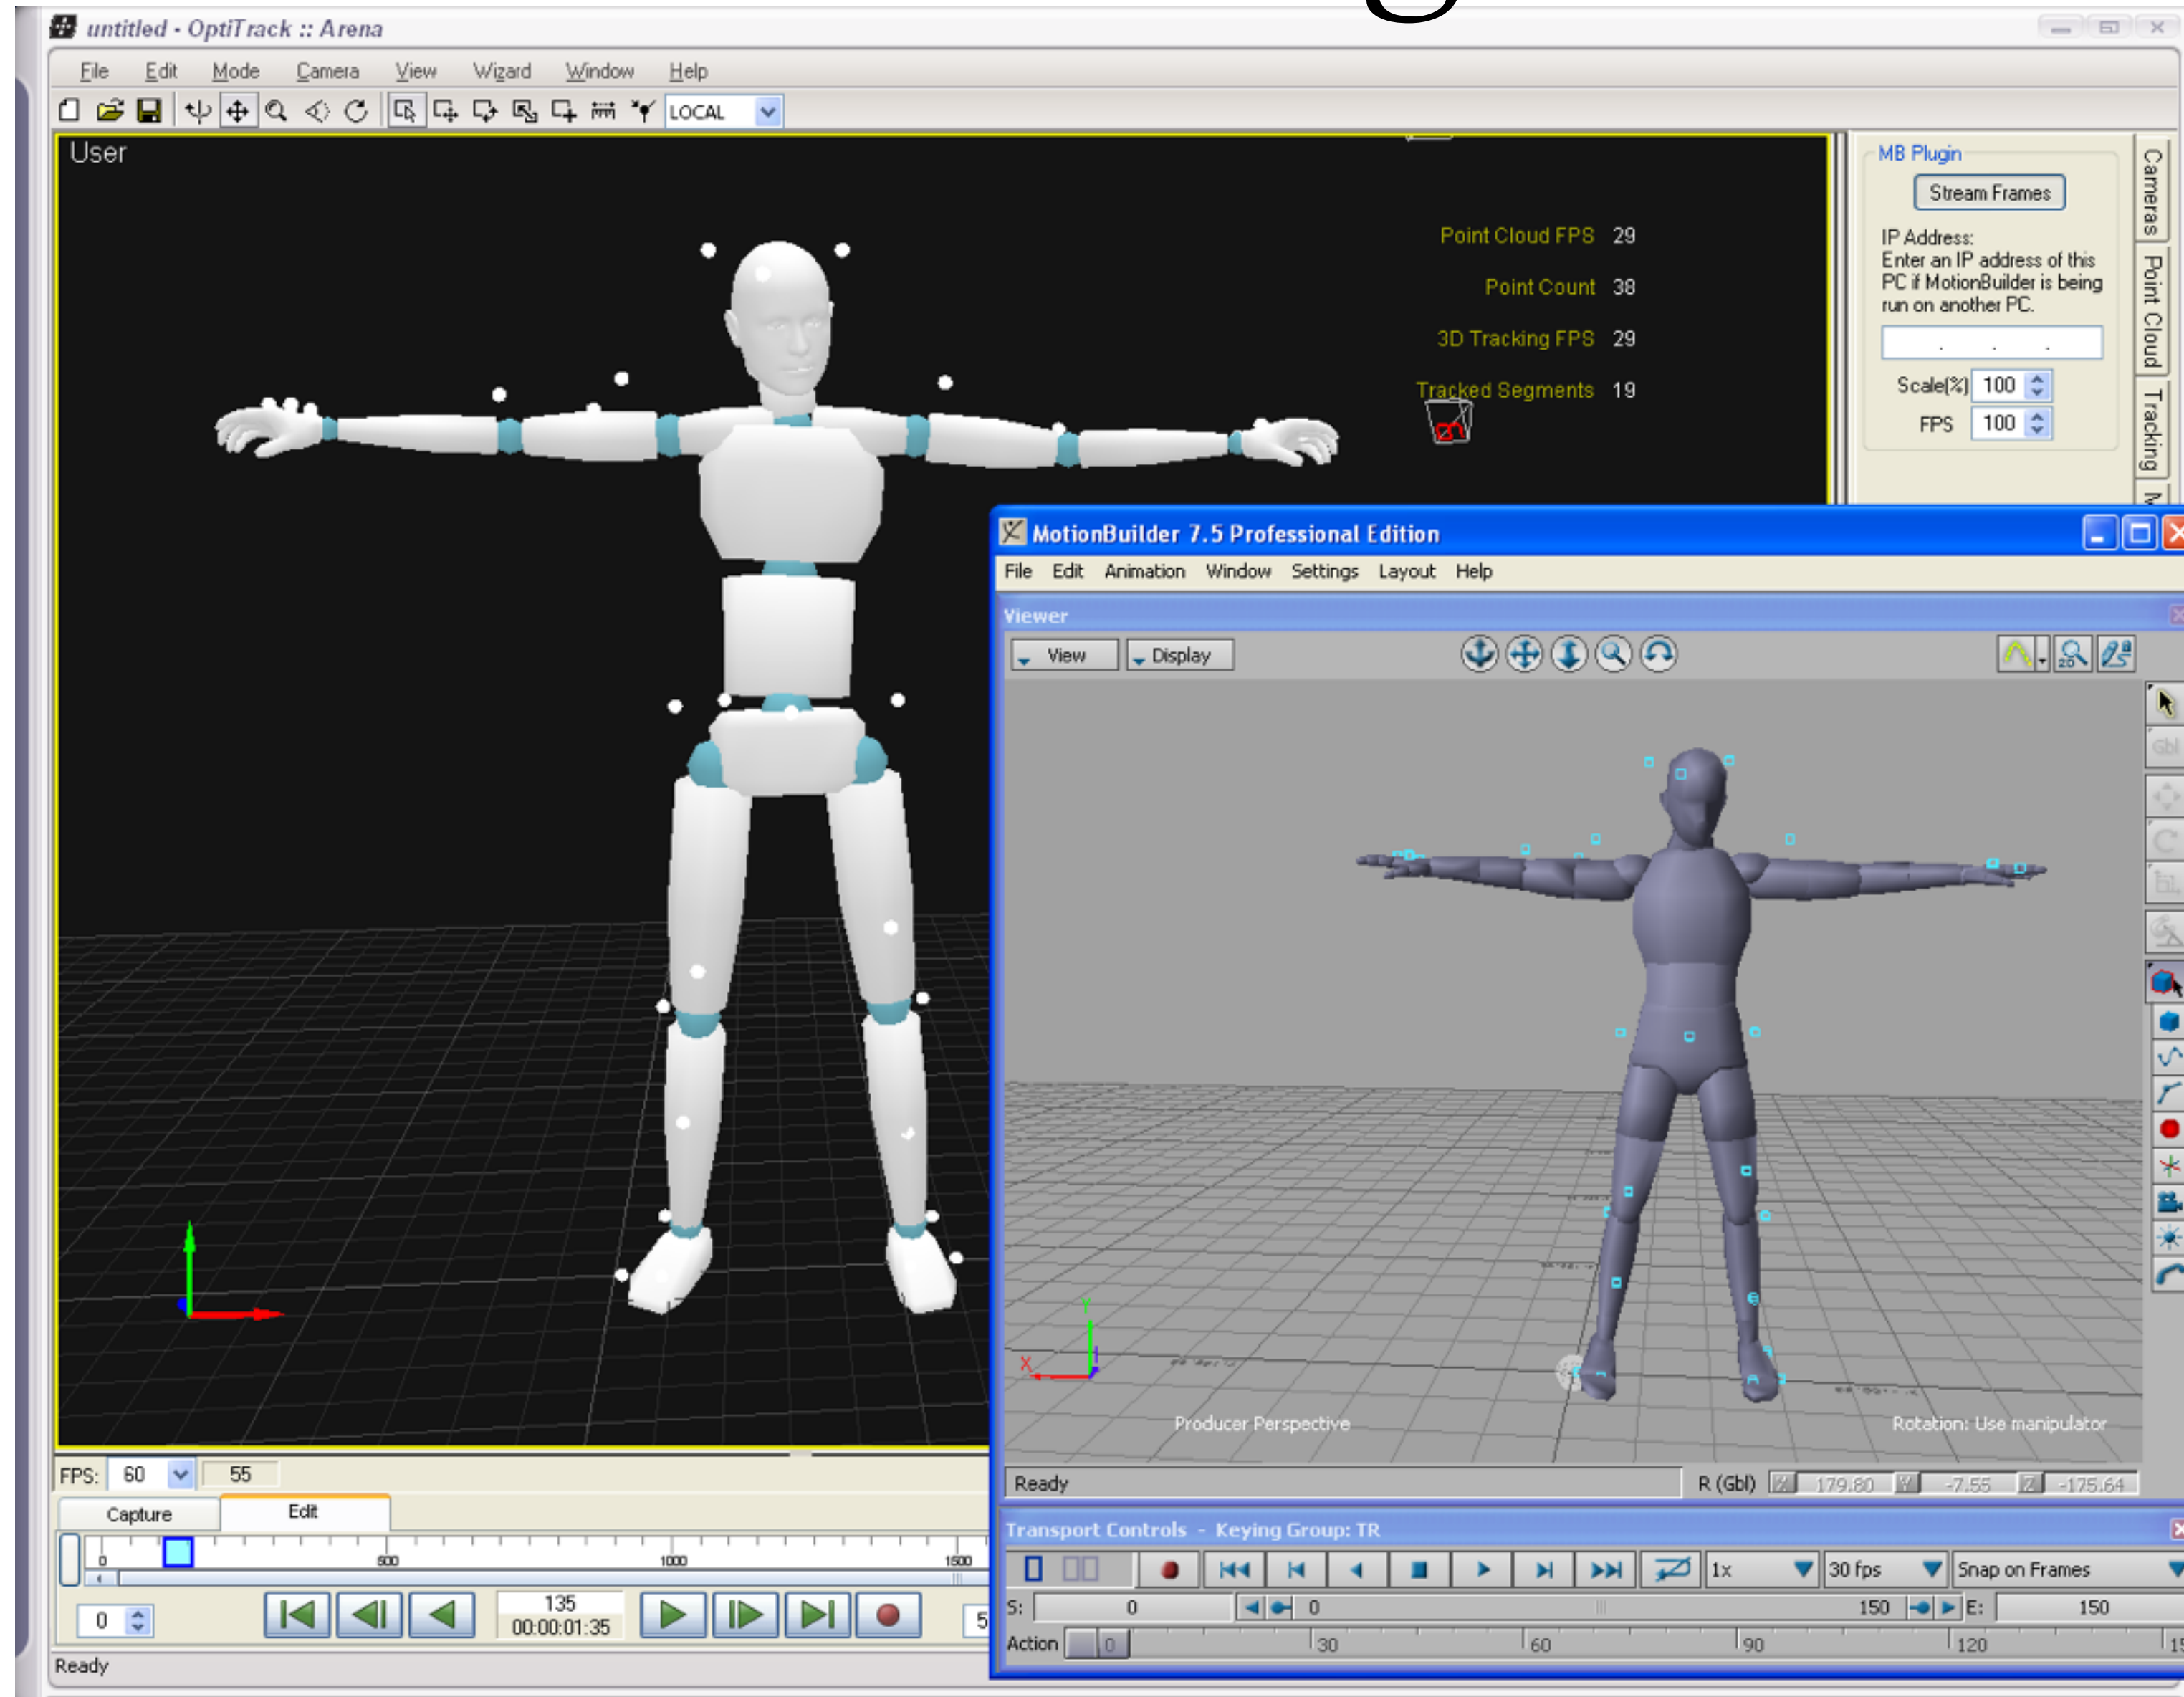 untitled - OptiTrack :: Arena
File Edit Mode Camera View Wizard Window Help
LOCAL
User
Point Cloud FPS 29
Point Count 38
3D Tracking FPS 29
Tracked Segments 19
MB Plugin
Stream Frames
IP Address:
Enter an IP address of this
PC if MotionBuilder is being
run on another PC.
. . .
Scale(%) 100
FPS 100
Cameras
Point Cloud
Tracking
MotionBuilder 7.5 Professional Edition
File Edit Animation Window Settings Layout Help
Viewer
View Display
2D
Gbl
Y
X
Producer Perspective
Rotation: Use manipulator
Ready
R (Gbl) X 179.80 Y -7.55 Z -175.64
Transport Controls - Keying Group: TR
1x 30 fps Snap on Frames
S: 0 0 150 E: 150
Action 0 30 60 90 120
FPS: 60 55
Capture Edit
0 500 1000 1500
0
135
00:00:01:35
Ready